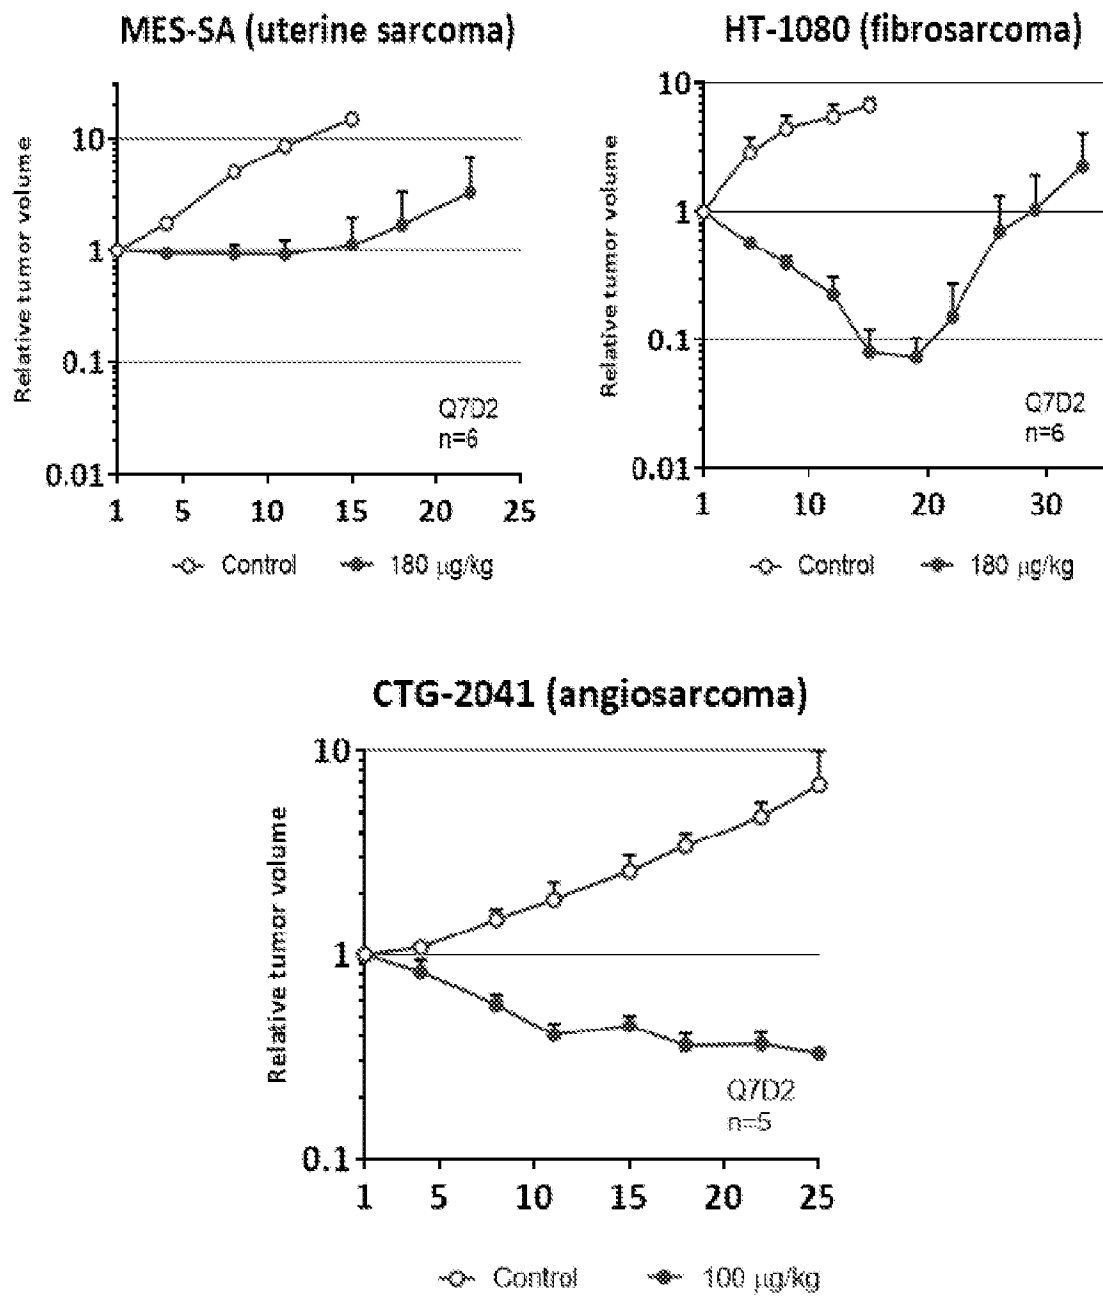 MES-SA (uterine sarcoma)
Relative tumor volume
10
1
0.1
0.01
Q7D2
n=6
1 5 10 15 20 25
Control 180 µg/kg
HT-1080 (fibrosarcoma)
Relative tumor volume
10
1
0.1
0.01
Q7D2
n=6
1 10 20 30
Control 180 µg/kg
CTG-2041 (angiosarcoma)
Relative tumor volume
10
1
0.1
Q7D2
n=5
1 5 10 15 20 25
Control 100 µg/kg